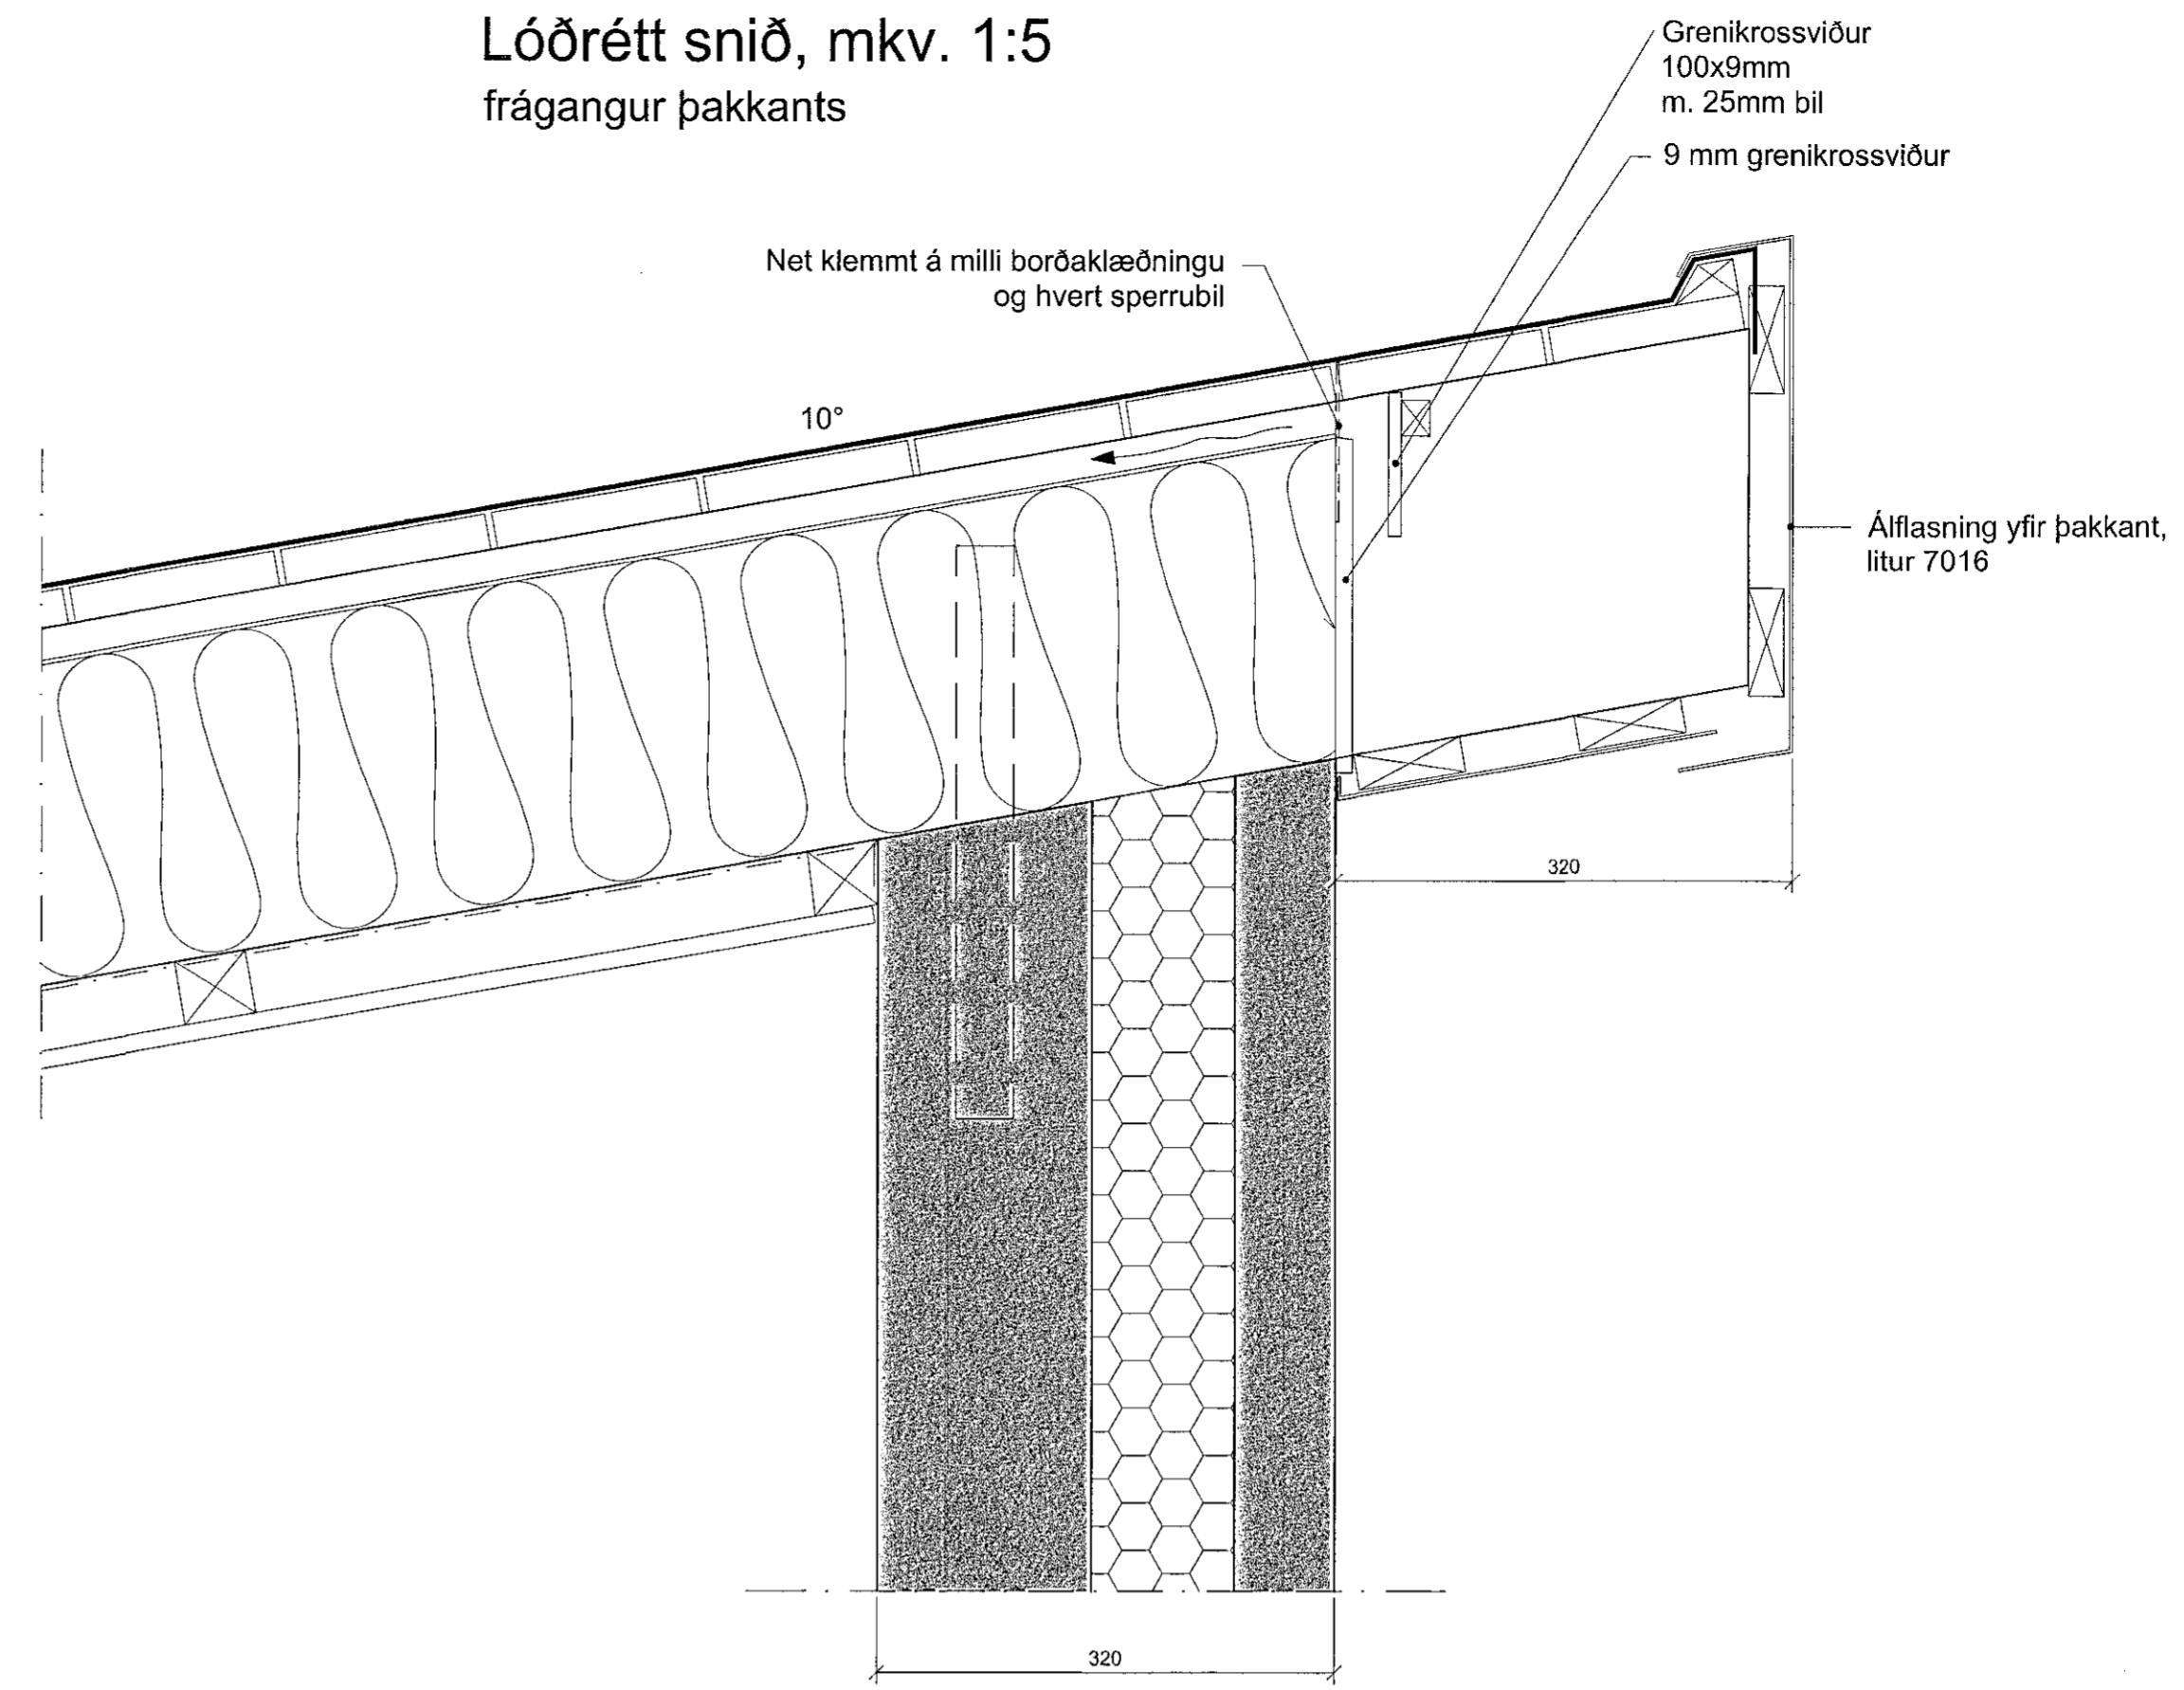 Lóðrétt snið, mkv. 1:5
frágangur þakkants
Grenikrossviður
100x9mm
m. 25mm bil
9 mm grenikrossviður
Net klemmt á milli borðaklæðningu
og hvert sperrubil
10°
Álflasning yfir þakkant,
litur 7016
320
320